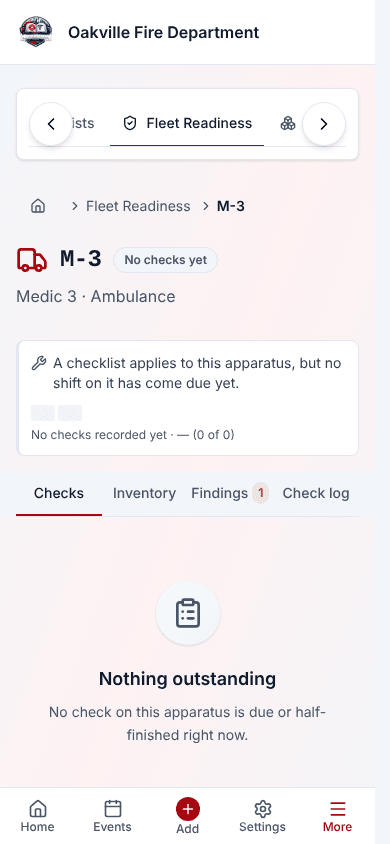 Oakville Fire Department
ists
Fleet Readiness
Fleet Readiness
M-3
M-3
No checks yet
Medic 3 · Ambulance
A checklist applies to this apparatus, but no
shift on it has come due yet.
No checks recorded yet · — (0 of 0)
Checks
Inventory
Findings 1
Check log
Nothing outstanding
No check on this apparatus is due or half-
finished right now.
Home
Events
Add
Settings
More